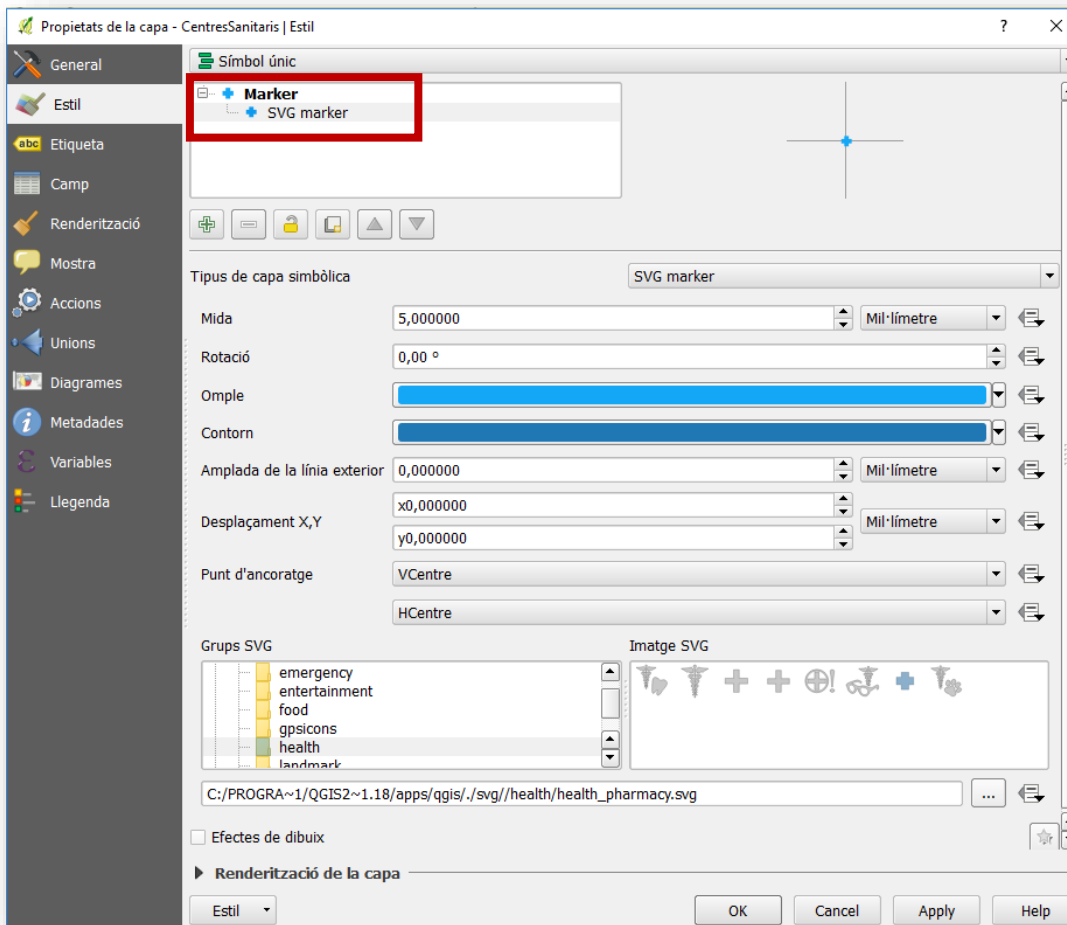 Propietats de la capa - CentresSanitaris | Estil
?
General
Estil
abc Etiqueta
Camp
Renderització
Mostra
Accions
Unions
Diagrames
Metadades
Variables
Llegenda
Símbol únic
Marker
SVG marker
Tipus de capa simbòlica SVG marker
Mida 5,000000 Mil·límetre
Rotació 0,00 °
Omple
Contorn
Amplada de la línia exterior 0,000000 Mil·límetre
Desplaçament X,Y x0,000000 Mil·límetre
y0,000000
Punt d'ancoratge VCentre
HCentre
Grups SVG Imatge SVG
emergency
entertainment
food
gpsicons
health
landmark
C:/PROGRA~1/QGIS2~1.18/apps/qgis/./svg//health/health_pharmacy.svg ...
Efectes de dibuix
Renderització de la capa
Estil OK Cancel Apply Help